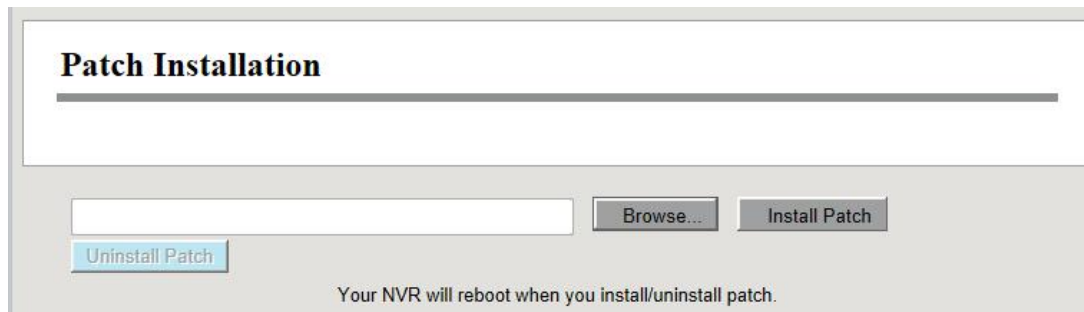 Patch Installation
Browse... Install Patch
Uninstall Patch
Your NVR will reboot when you install/uninstall patch.